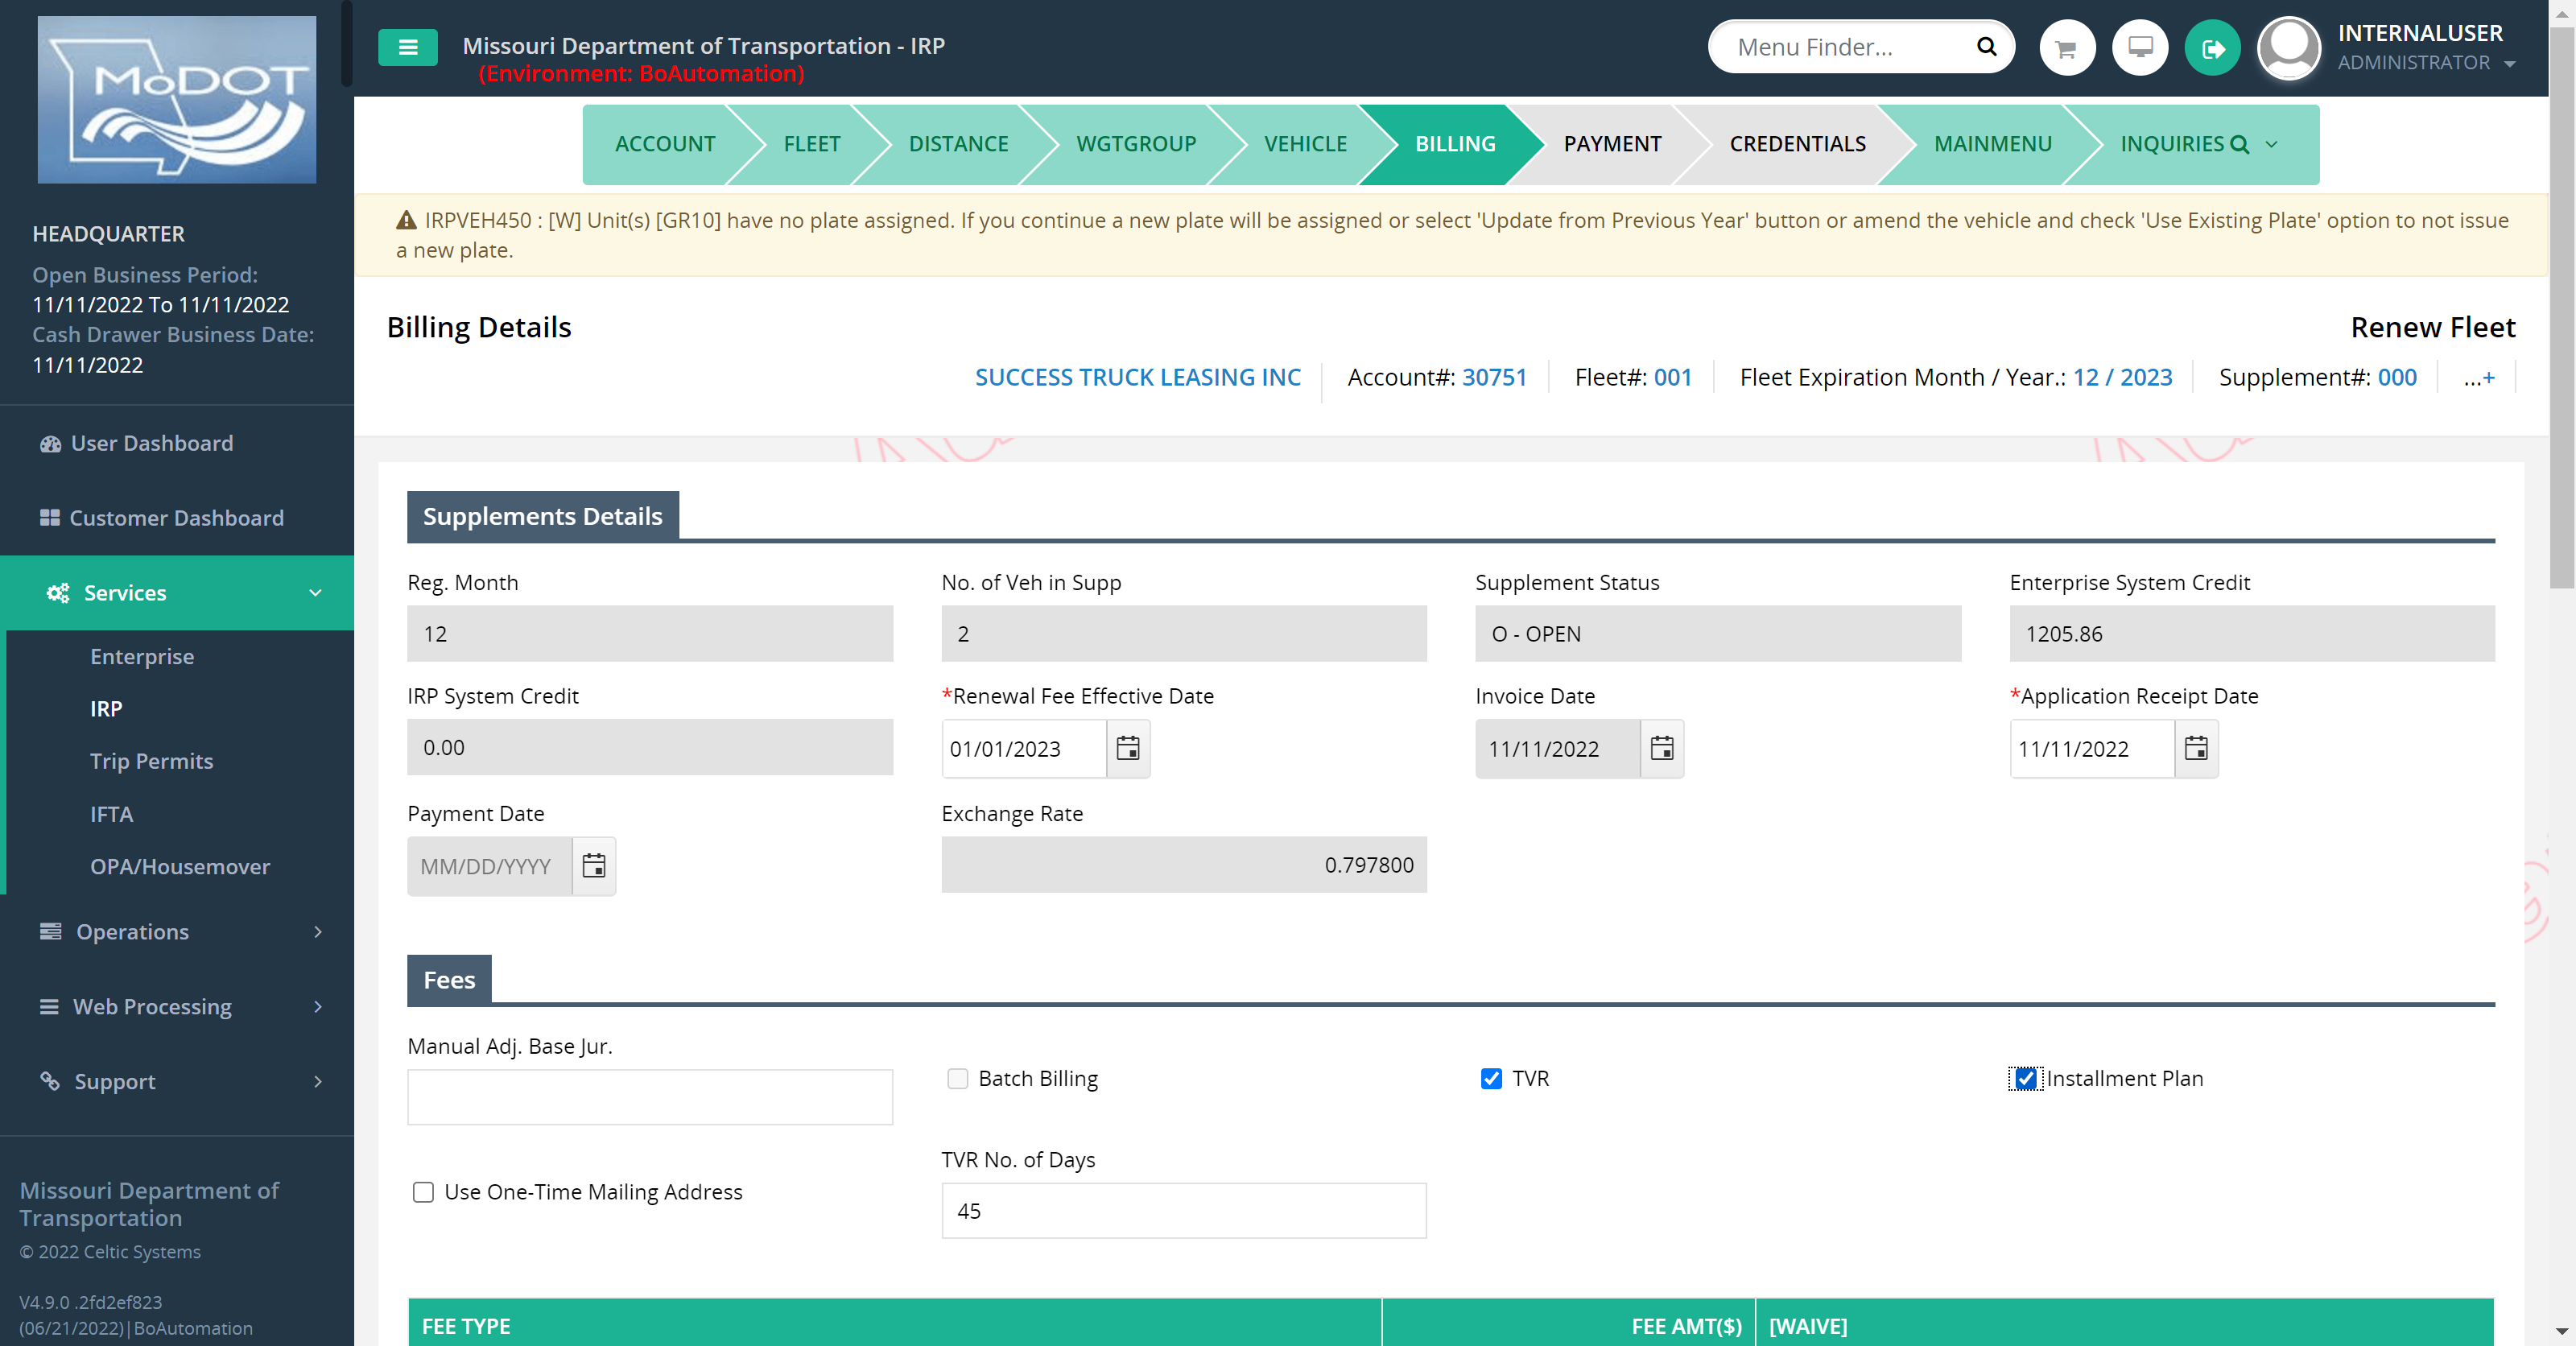 MoDOT
Missouri Department of Transportation - IRP
(Environment: BoAutomation)
Menu Finder...
INTERNALUSER
ADMINISTRATOR
ACCOUNT
FLEET
DISTANCE
WGTGROUP
VEHICLE
BILLING
PAYMENT
CREDENTIALS
MAINMENU
INQUIRIES
IRPVEH450 : [W] Unit(s) [GR10] have no plate assigned. If you continue a new plate will be assigned or select 'Update from Previous Year' button or amend the vehicle and check 'Use Existing Plate' option to not issue
a new plate.
HEADQUARTER
Open Business Period:
11/11/2022 To 11/11/2022
Cash Drawer Business Date:
11/11/2022
User Dashboard
Customer Dashboard
Services
Enterprise
IRP
Trip Permits
IFTA
OPA/Housemover
Operations
Web Processing
Support
Missouri Department of
Transportation
© 2022 Celtic Systems
V4.9.0 .2fd2ef823
(06/21/2022)|BoAutomation
Billing Details
Renew Fleet
SUCCESS TRUCK LEASING INC
Account#: 30751
Fleet#: 001
Fleet Expiration Month / Year.: 12 / 2023
Supplement#: 000
...+
Supplements Details
Reg. Month
12
No. of Veh in Supp
2
Supplement Status
O - OPEN
Enterprise System Credit
1205.86
IRP System Credit
0.00
*Renewal Fee Effective Date
01/01/2023
Invoice Date
11/11/2022
*Application Receipt Date
11/11/2022
Payment Date
MM/DD/YYYY
Exchange Rate
0.797800
Fees
Manual Adj. Base Jur.
Batch Billing
TVR
Installment Plan
Use One-Time Mailing Address
TVR No. of Days
45
FEE TYPE
FEE AMT($)
[WAIVE]